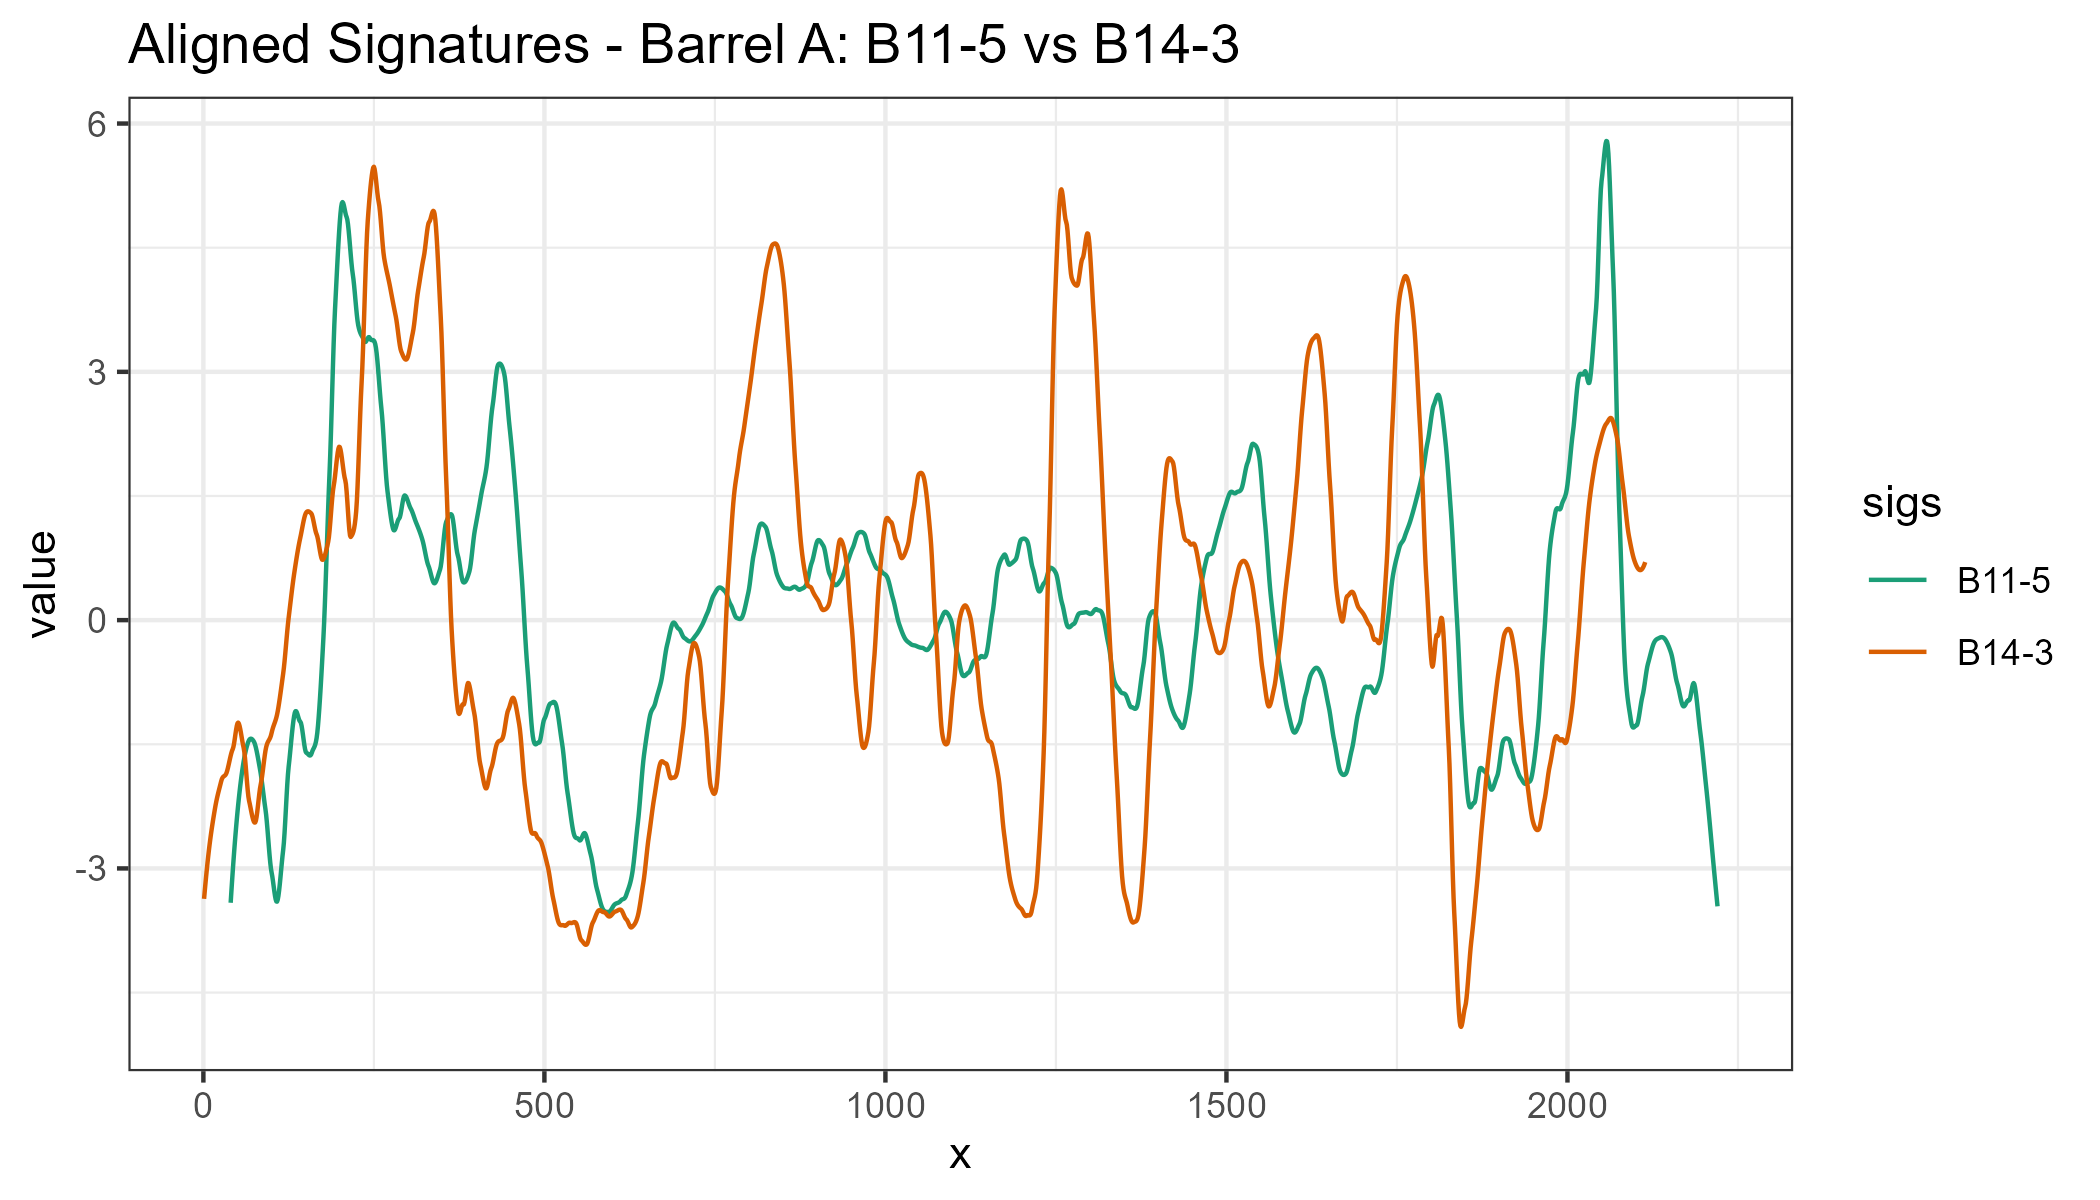 Aligned Signatures - Barrel A: B11-5 vs B14-3
6
3
0
-3
value
0 500 1000 1500 2000
x
sigs
B11-5
B14-3